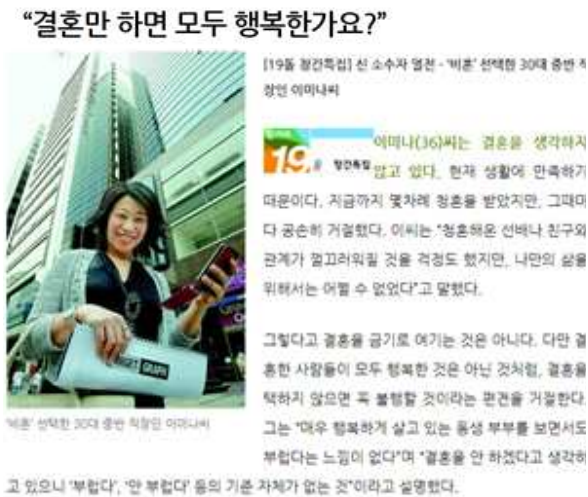 “결혼만 하면 모두 행복한가요?”
[19돌 창간특집] 신 소수자 열전 - '비혼' 선택한 30대 중반 직
장인 이미나씨
19돌 창간특집
이미나(36)씨는 결혼을 생각하지
않고 있다. 현재 생활에 만족하기
때문이다. 지금까지 몇차례 청혼을 받았지만, 그때마
다 공손히 거절했다. 이씨는 "청혼해온 선배나 친구와
관계가 껄끄러워질 것을 걱정도 했지만, 나만의 삶을
위해서는 어쩔 수 없었다"고 말했다.
그렇다고 결혼을 금기로 여기는 것은 아니다. 다만 결
혼한 사람들이 모두 행복한 것은 아닌 것처럼, 결혼을
택하지 않으면 꼭 불행할 것이라는 편견을 거절한다.
그는 "매우 행복하게 살고 있는 동생 부부를 보면서도
부럽다는 느낌이 없다"며 "결혼을 안 하겠다고 생각하
고 있으니 '부럽다', '안 부럽다' 등의 기준 자체가 없는 것"이라고 설명했다.
GRAPH
'비혼' 선택한 30대 중반 직장인 이미나씨